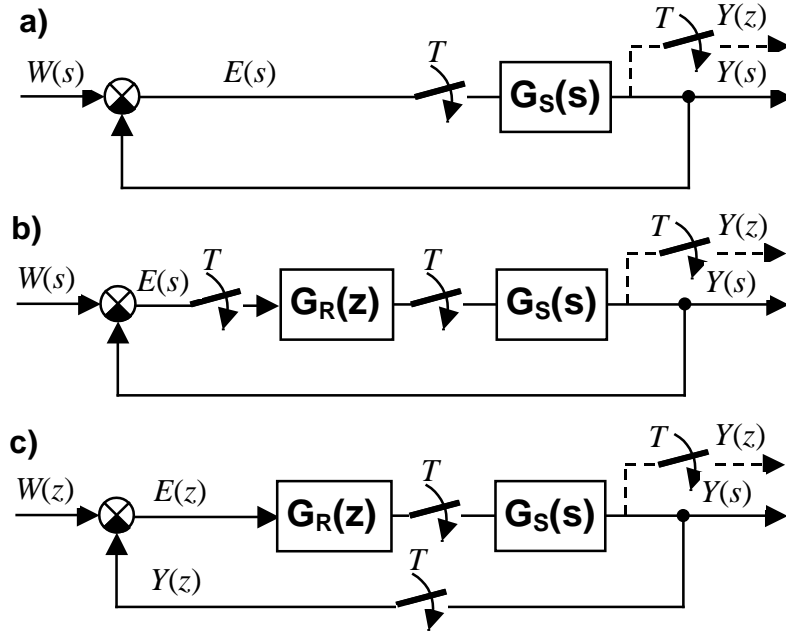 a)
T
Y(z)
W(s)
E(s)
T
G_S(s)
Y(s)
b)
T
Y(z)
W(s)
E(s)
T
G_R(z)
T
G_S(s)
Y(s)
c)
T
Y(z)
W(z)
E(z)
G_R(z)
T
G_S(s)
Y(s)
Y(z)
T